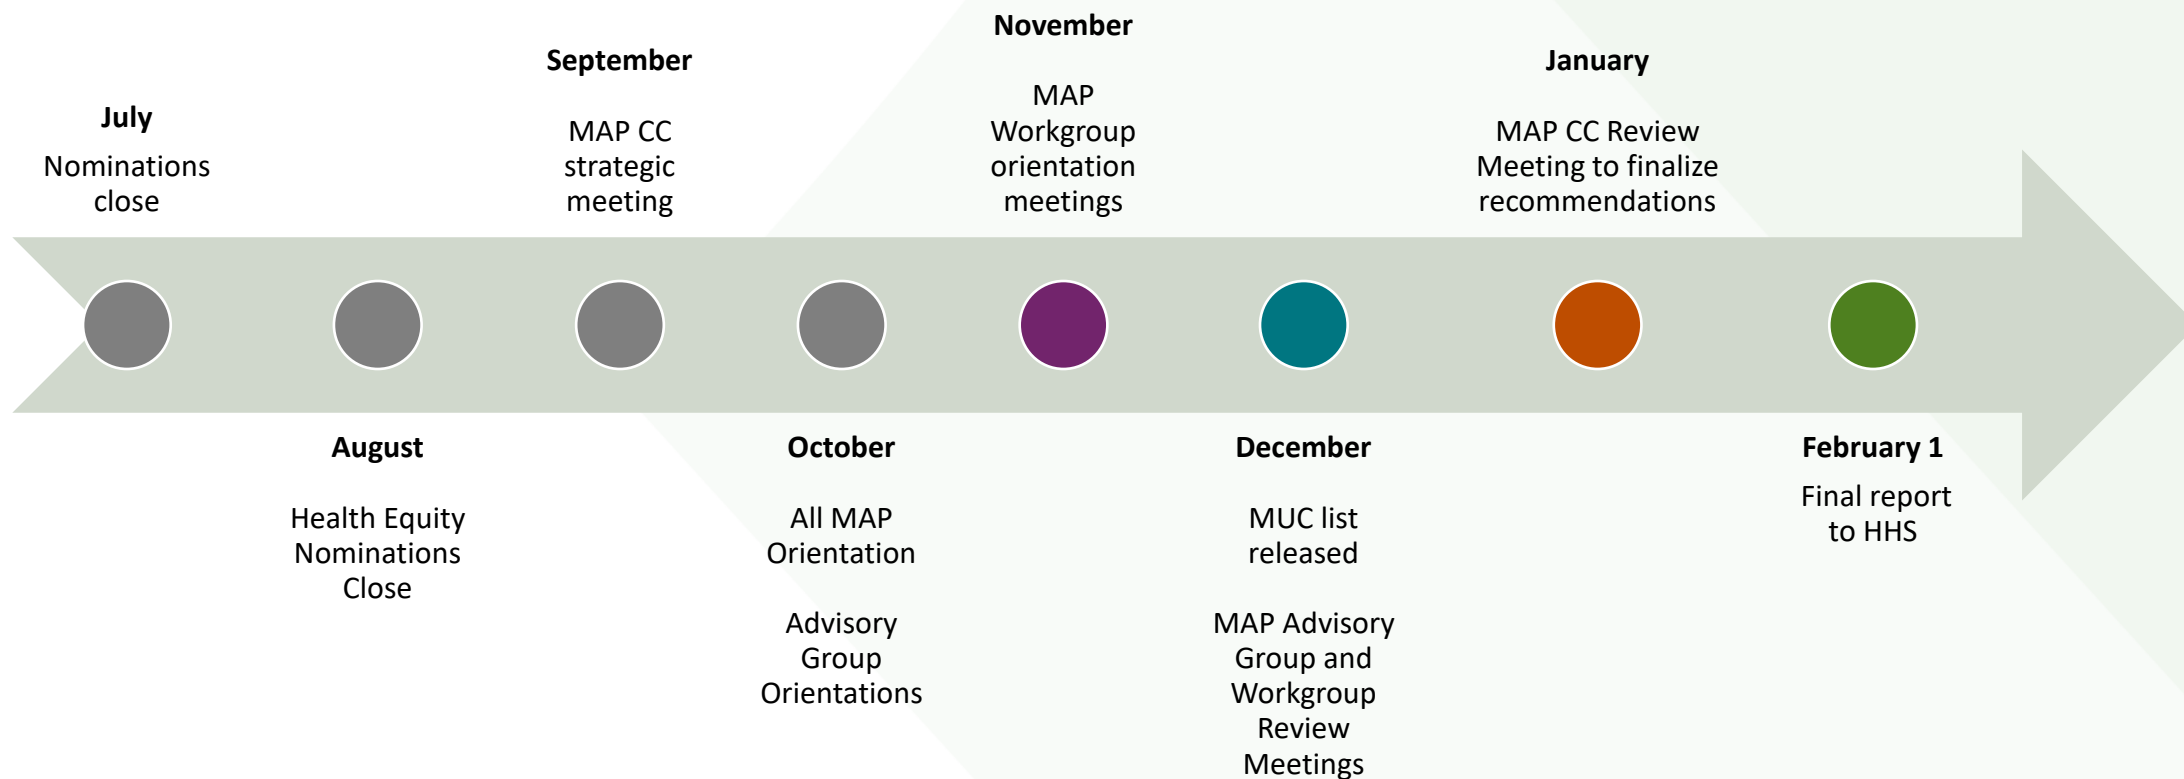 July
Nominations
close
August
Health Equity
Nominations
Close
September
MAP CC
strategic
meeting
October
All MAP
Orientation
Advisory
Group
Orientations
November
MAP
Workgroup
orientation
meetings
December
MUC list
released
MAP Advisory
Group and
Workgroup
Review
Meetings
January
MAP CC Review
Meeting to finalize
recommendations
February 1
Final report
to HHS